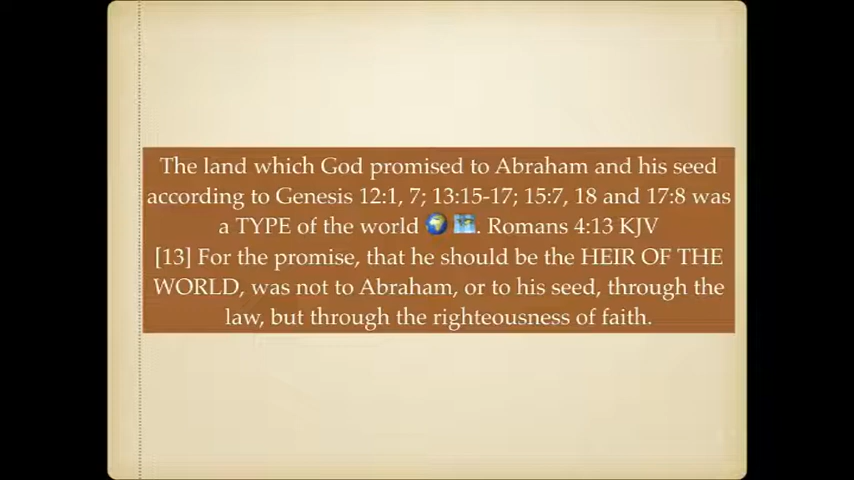 The land which God promised to Abraham and his seed
according to Genesis 12:1, 7; 13:15-17; 15:7, 18 and 17:8 was
a TYPE of the world 🌍 🗺️. Romans 4:13 KJV
[13] For the promise, that he should be the HEIR OF THE
WORLD, was not to Abraham, or to his seed, through the
law, but through the righteousness of faith.